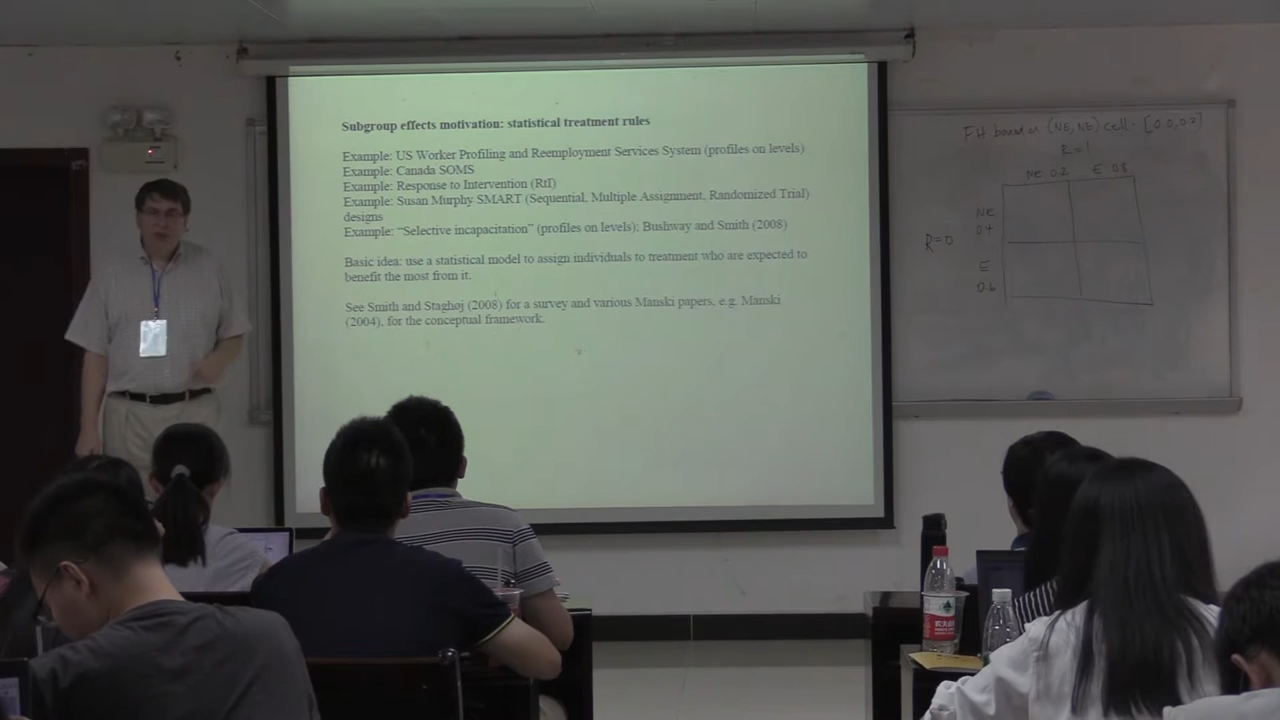 Subgroup effects motivation: statistical treatment rules
Example: US Worker Profiling and Reemployment Services System (profiles on levels)
Example: Canada SOMS
Example: Response to Intervention (RtI)
Example: Susan Murphy SMART (Sequential, Multiple Assignment, Randomized Trial)
designs
Example: “Selective incapacitation” (profiles on levels); Bushway and Smith (2008)
Basic idea: use a statistical model to assign individuals to treatment who are expected to
benefit the most from it.
See Smith and Staghøj (2008) for a survey and various Manski papers, e.g. Manski
(2004), for the conceptual framework.
FH bound on (NE, NE) cell = [0.0, 0.2]
R=1
NE 0.2 E 0.8
NE
0.4
R=0
E
0.6
农夫山泉